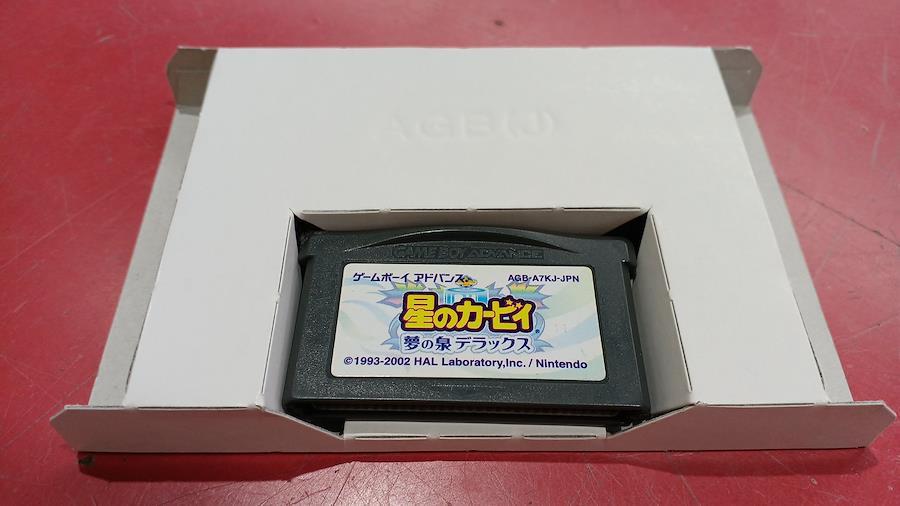 AGB(J)
GAME BOY ADVANCE
ゲームボーイ アドバンス AGB-A7KJ-JPN
星のカービィ
夢の泉 デラックス
©1993-2002 HAL Laboratory,Inc. / Nintendo